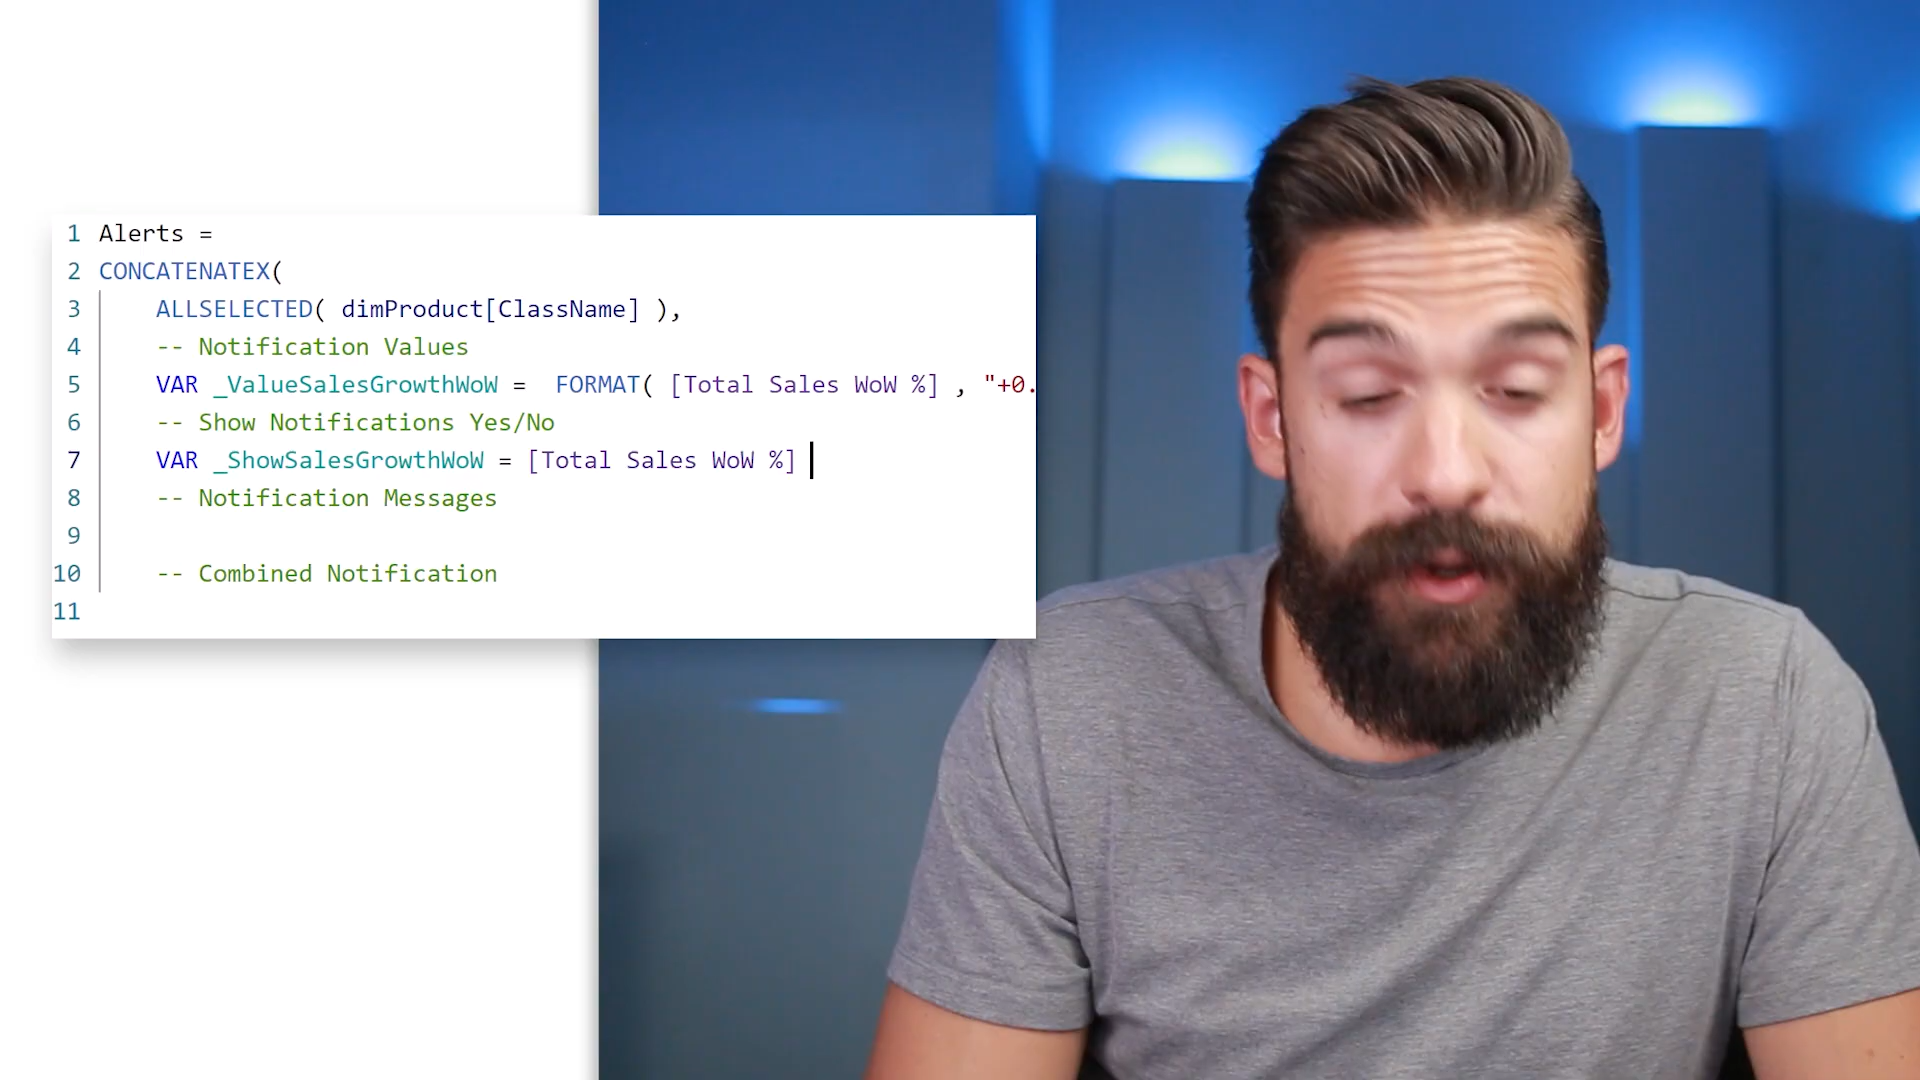 1 Alerts =
2 CONCATENATEX(
3 ALLSELECTED( dimProduct[ClassName] ),
4 -- Notification Values
5 VAR _ValueSalesGrowthWoW = FORMAT( [Total Sales WoW %] , "+0.
6 -- Show Notifications Yes/No
7 VAR _ShowSalesGrowthWoW = [Total Sales WoW %]
8 -- Notification Messages
9
10 -- Combined Notification
11